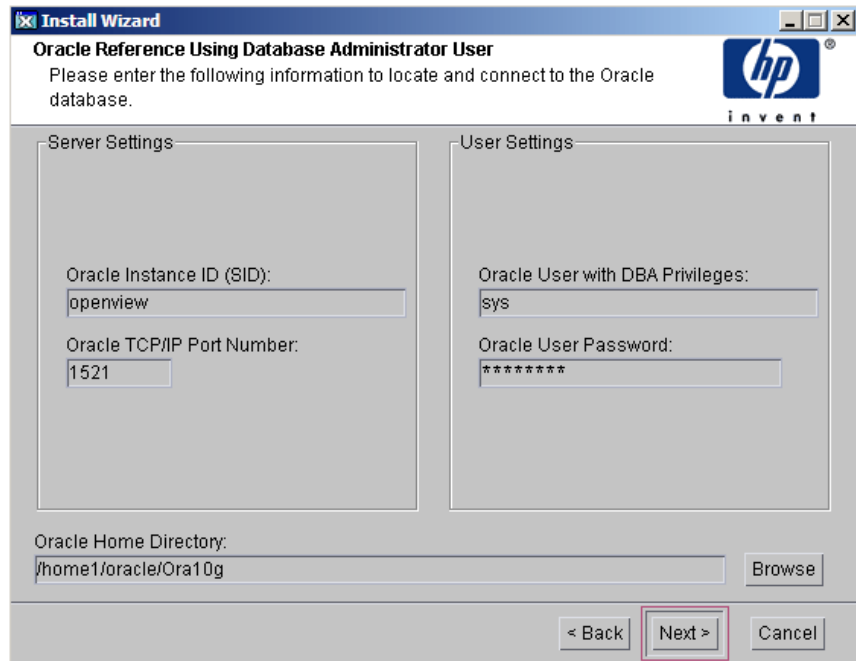 Install Wizard
Oracle Reference Using Database Administrator User
Please enter the following information to locate and connect to the Oracle
database.
hp
®
invent
Server Settings
Oracle Instance ID (SID):
openview
Oracle TCP/IP Port Number:
1521
User Settings
Oracle User with DBA Privileges:
sys
Oracle User Password:
********
Oracle Home Directory:
/home1/oracle/Ora10g
Browse
< Back
Next >
Cancel